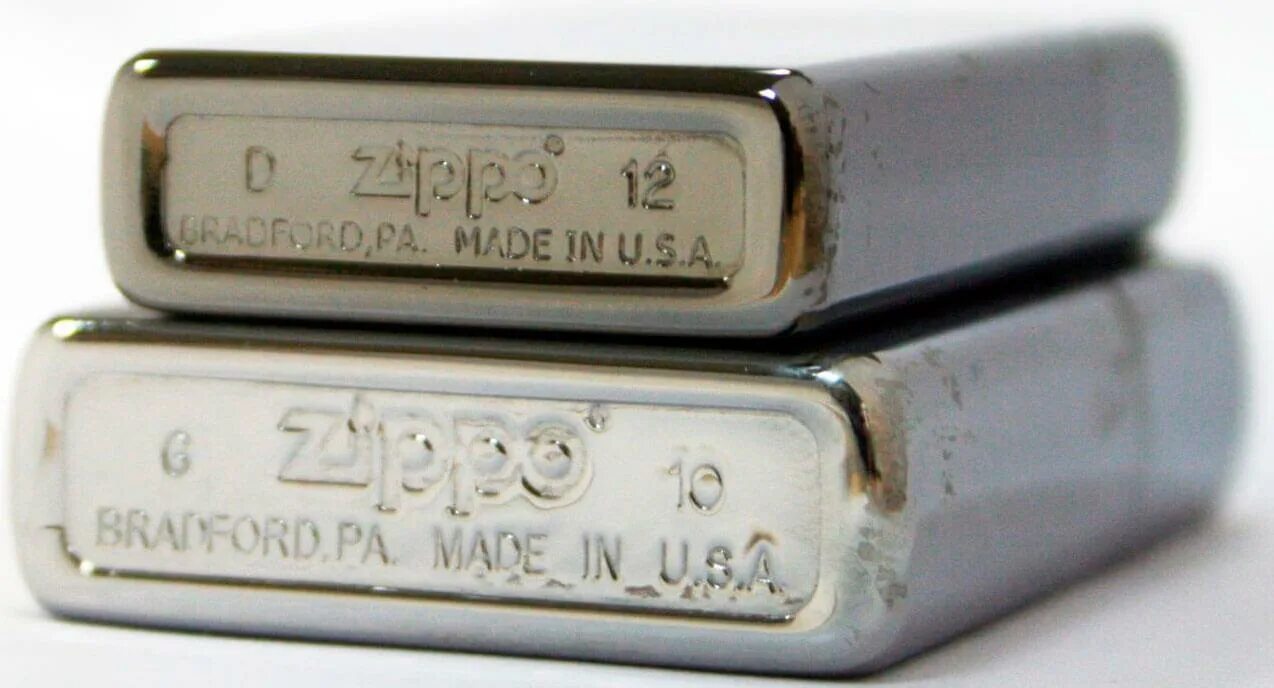 D zippo® 12
BRADFORD,PA. MADE IN U.S.A.
G zippo® 10
BRADFORD,PA. MADE IN U.S.A.